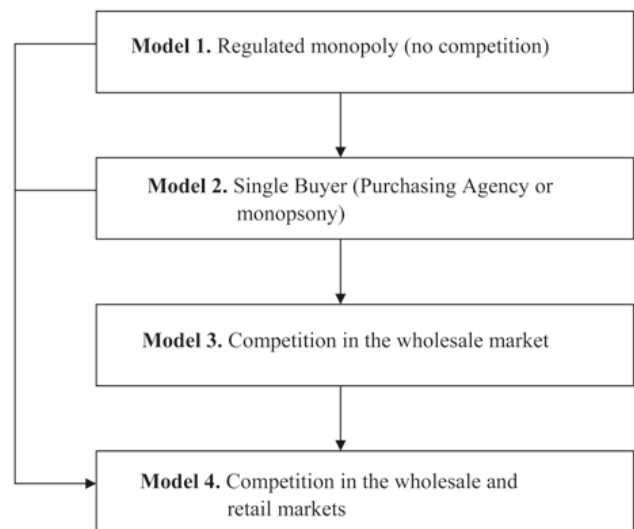 Model 1. Regulated monopoly (no competition)
Model 2. Single Buyer (Purchasing Agency or
monopsony)
Model 3. Competition in the wholesale market
Model 4. Competition in the wholesale and
retail markets